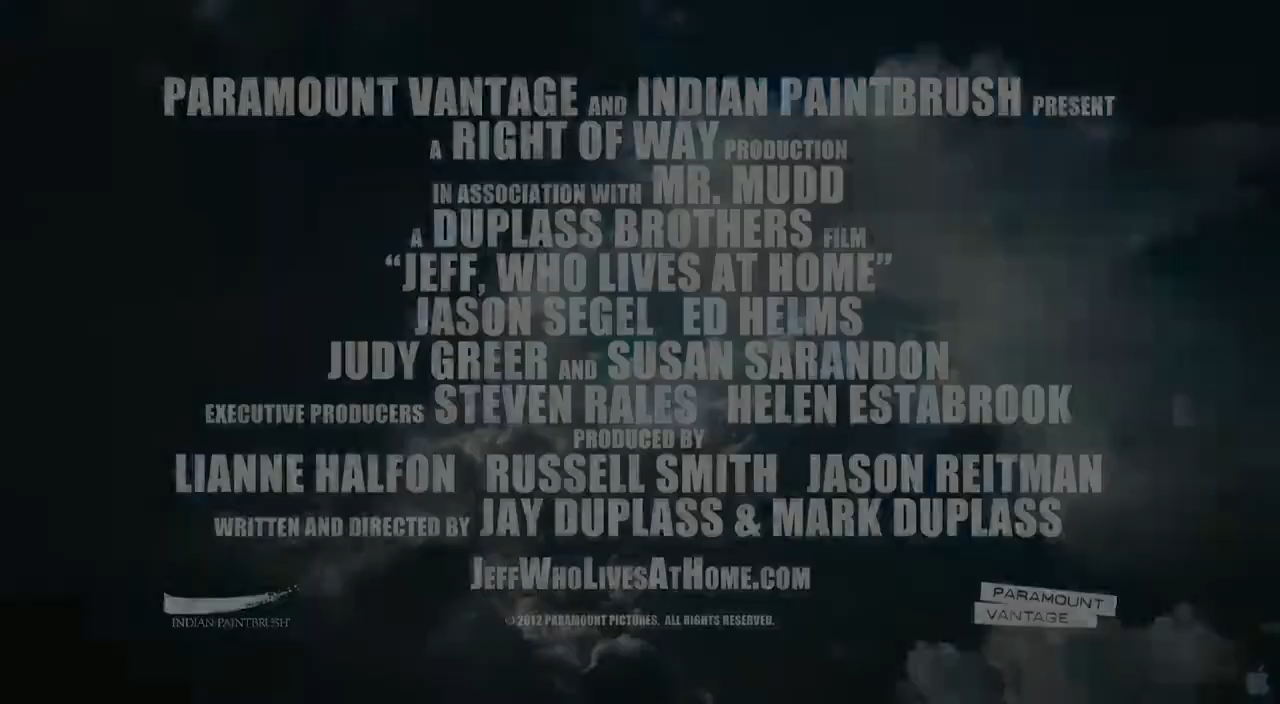 PARAMOUNT VANTAGE AND INDIAN PAINTBRUSH PRESENT
A RIGHT OF WAY PRODUCTION
IN ASSOCIATION WITH MR. MUDD
A DUPLASS BROTHERS FILM
“JEFF, WHO LIVES AT HOME”
JASON SEGEL ED HELMS
JUDY GREER AND SUSAN SARANDON
EXECUTIVE PRODUCERS STEVEN RALES HELEN ESTABROOK
PRODUCED BY
LIANNE HALFON RUSSELL SMITH JASON REITMAN
WRITTEN AND DIRECTED BY JAY DUPLASS & MARK DUPLASS
JEFFWHOLIVESATHOME.COM
INDIAN PAINTBRUSH
© 2012 PARAMOUNT PICTURES. ALL RIGHTS RESERVED.
PARAMOUNT
VANTAGE